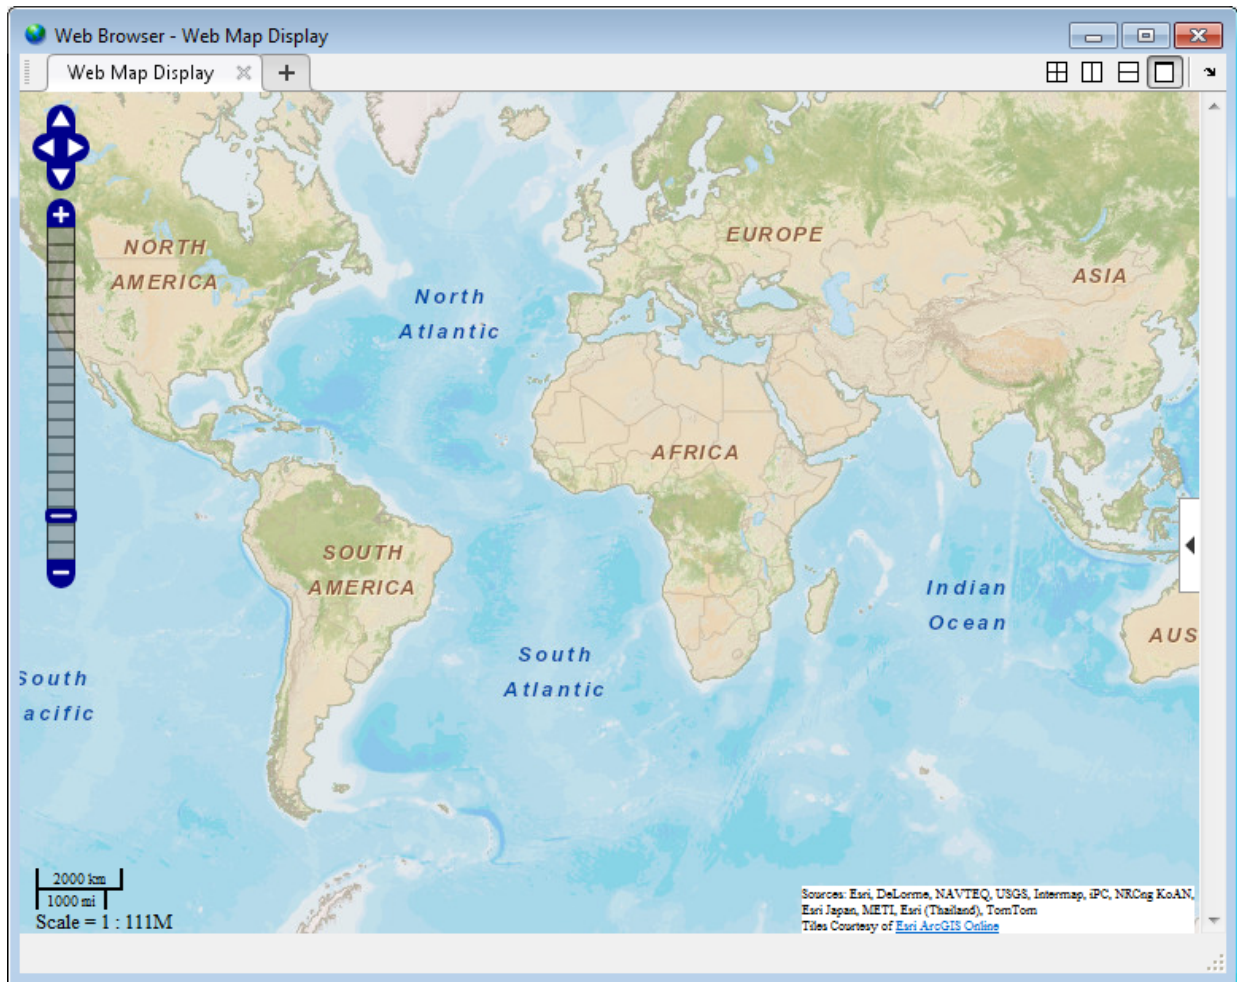 Web Browser - Web Map Display
Web Map Display
NORTH
AMERICA
North
Atlantic
EUROPE
ASIA
AFRICA
SOUTH
AMERICA
Indian
Ocean
AUS
South
Atlantic
South
acific
2000 km
1000 mi
Scale = 1 : 111M
Sources: Esri, DeLorme, NAVTEQ, USGS, Intermap, iPC, NRCng KoAN,
Esri Japan, METI, Esri (Thailand), TomTom
Tiles Courtesy of Esri ArcGIS Online